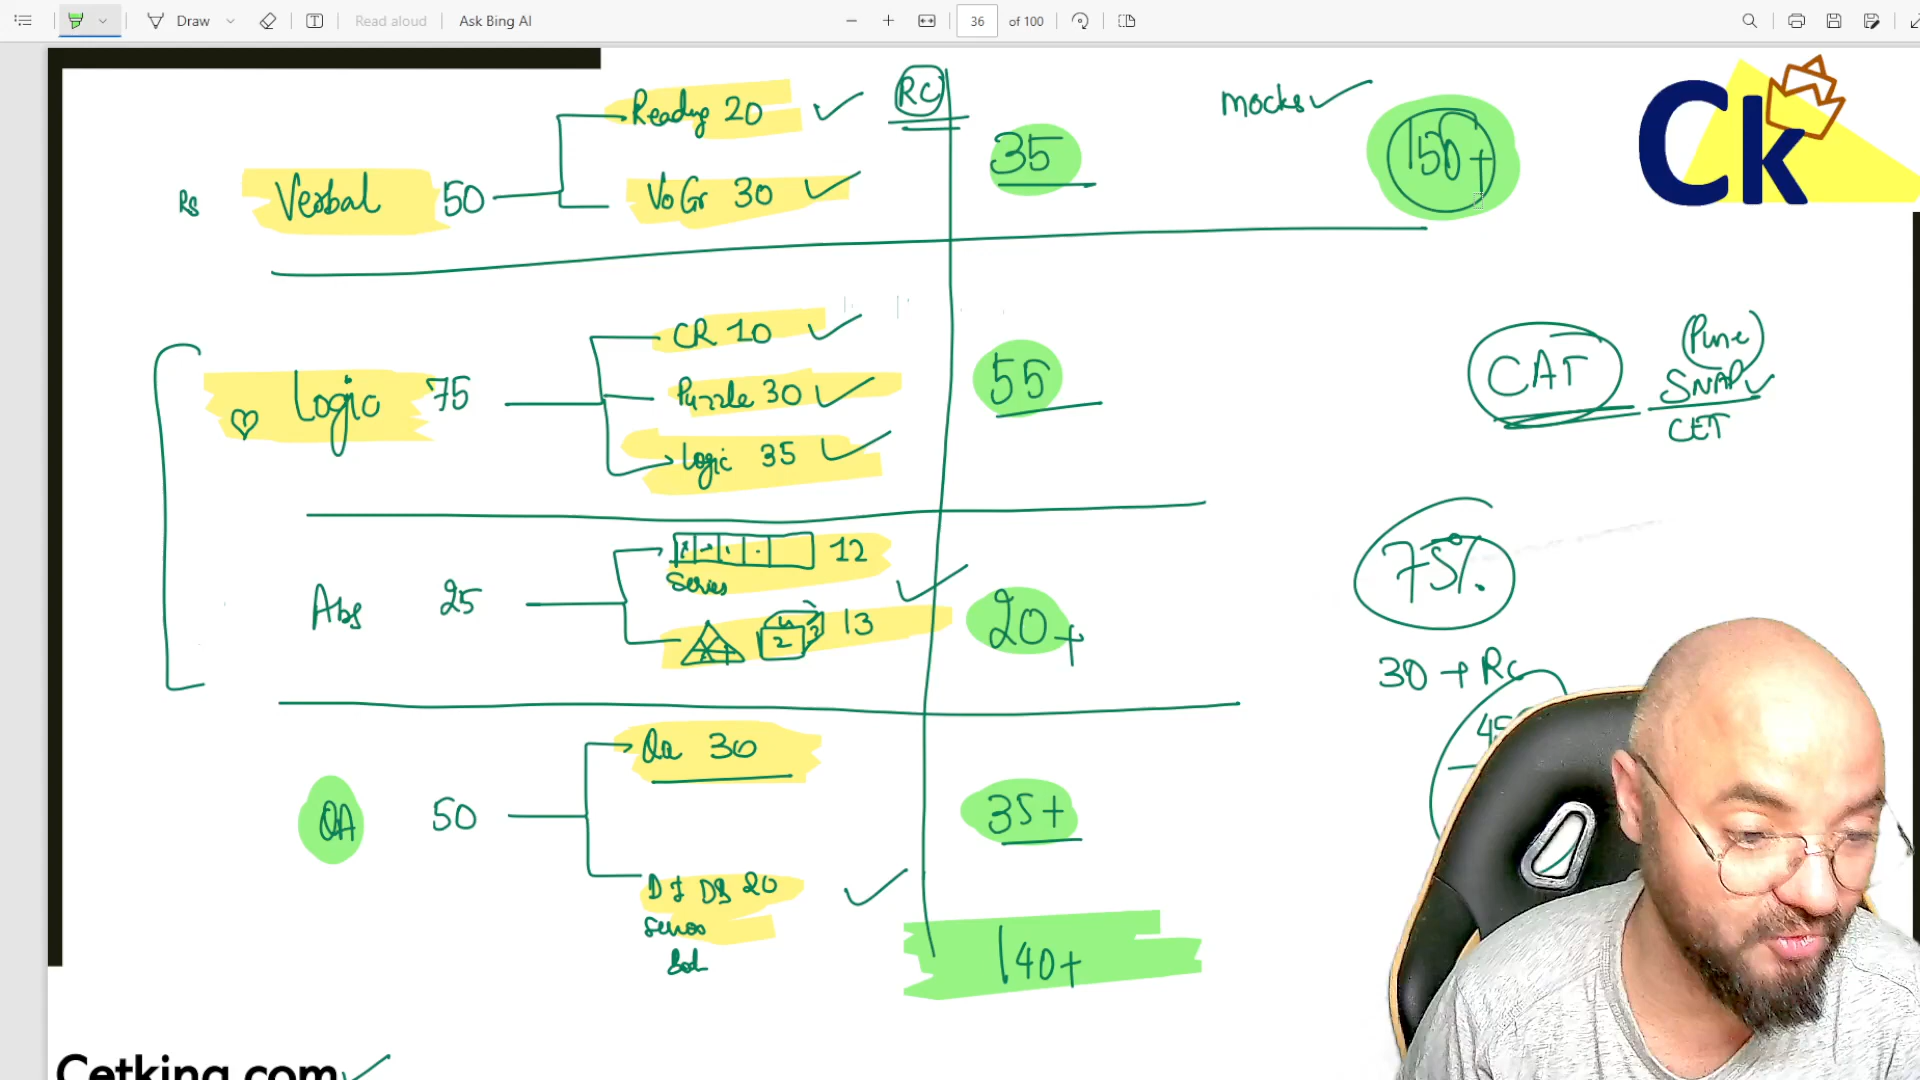 Draw
Read aloud
Ask Bing AI
36 of 100
Verbal 50
Reading 20
VoGr 30
RC
35
mocks
150+
Ck
Logic 75
CR 10
Puzzle 30
Logic 35
55
CAT
Pune
SNAP
CET
Abs 25
12
Series
2
13
20+
75%
30 → RC
45
QA 50
Qa 30
DI DS 20
Series
35+
140+
Cetking.com